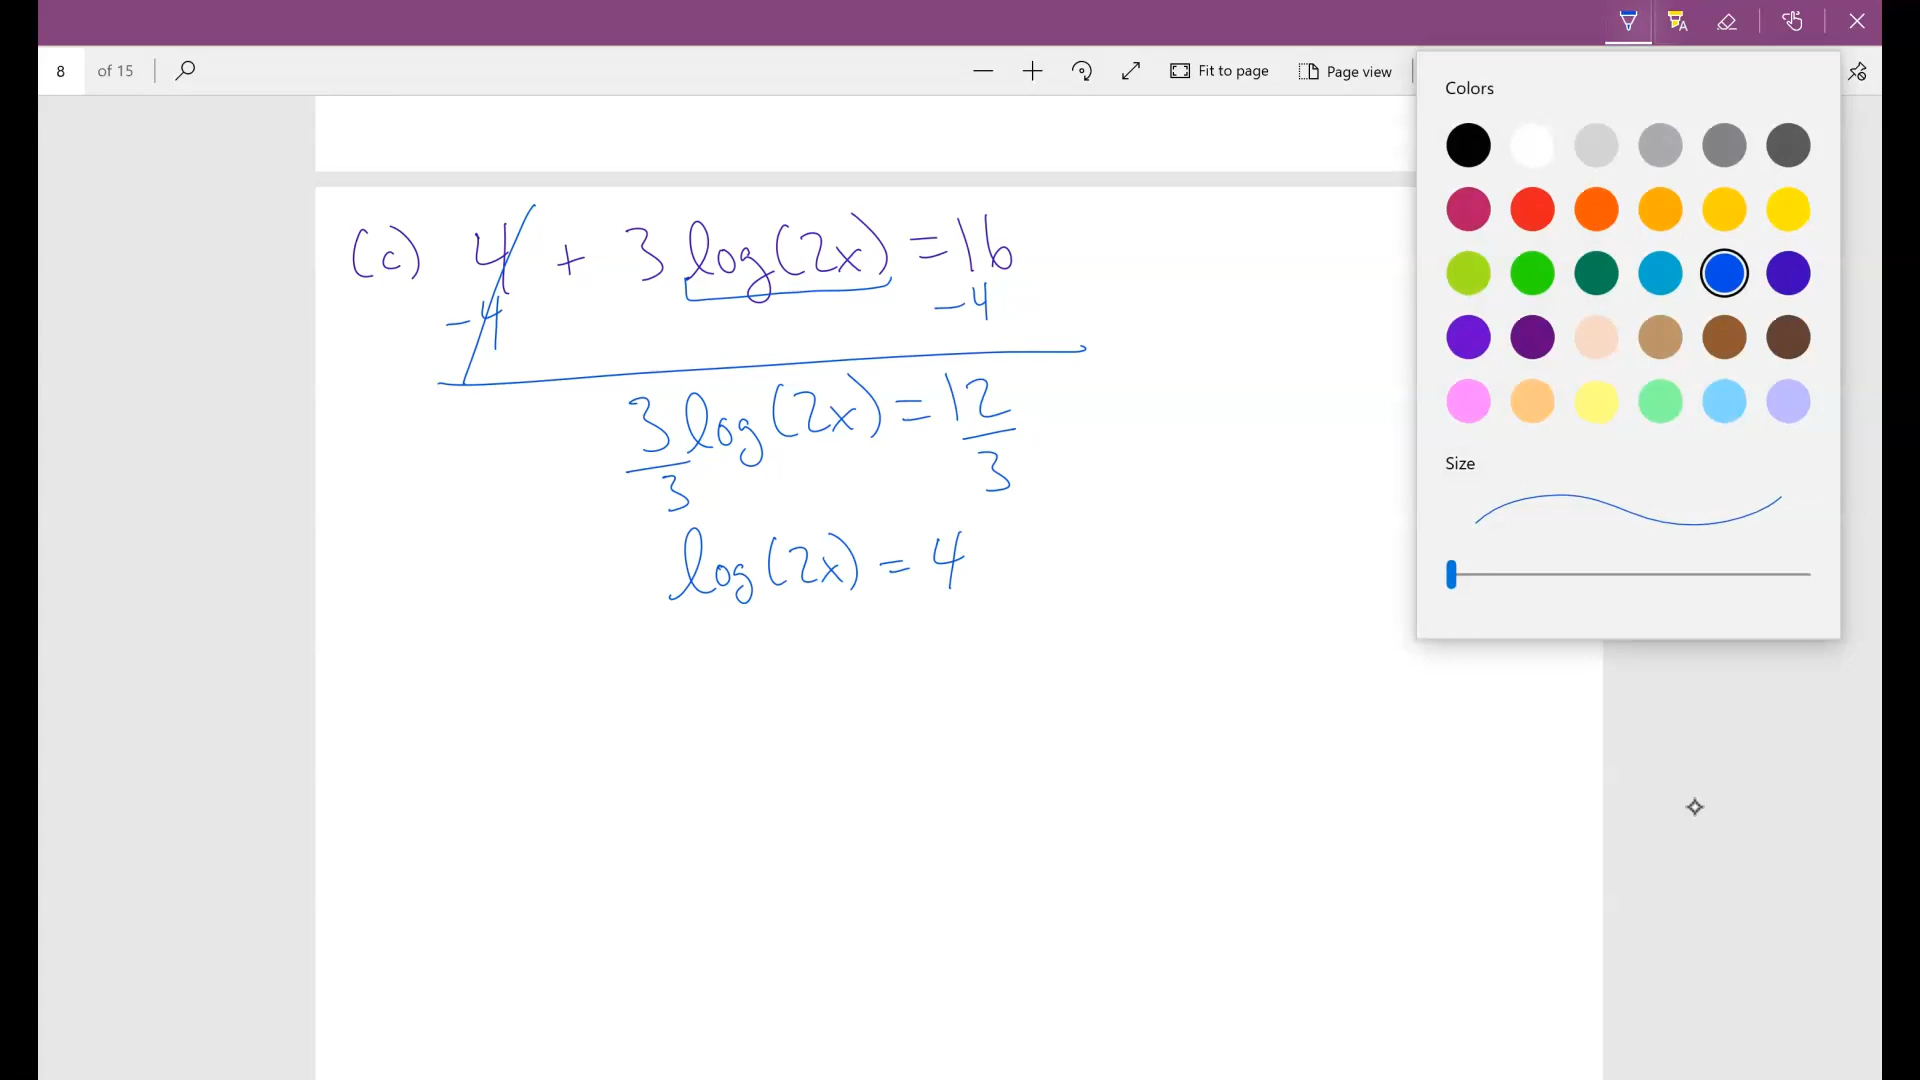 8 of 15 Fit to page Page view
Colors
(c) 4 + 3 log(2x) = 16
-4 -4
3 log(2x) = 12
3 3
log(2x) = 4
Size